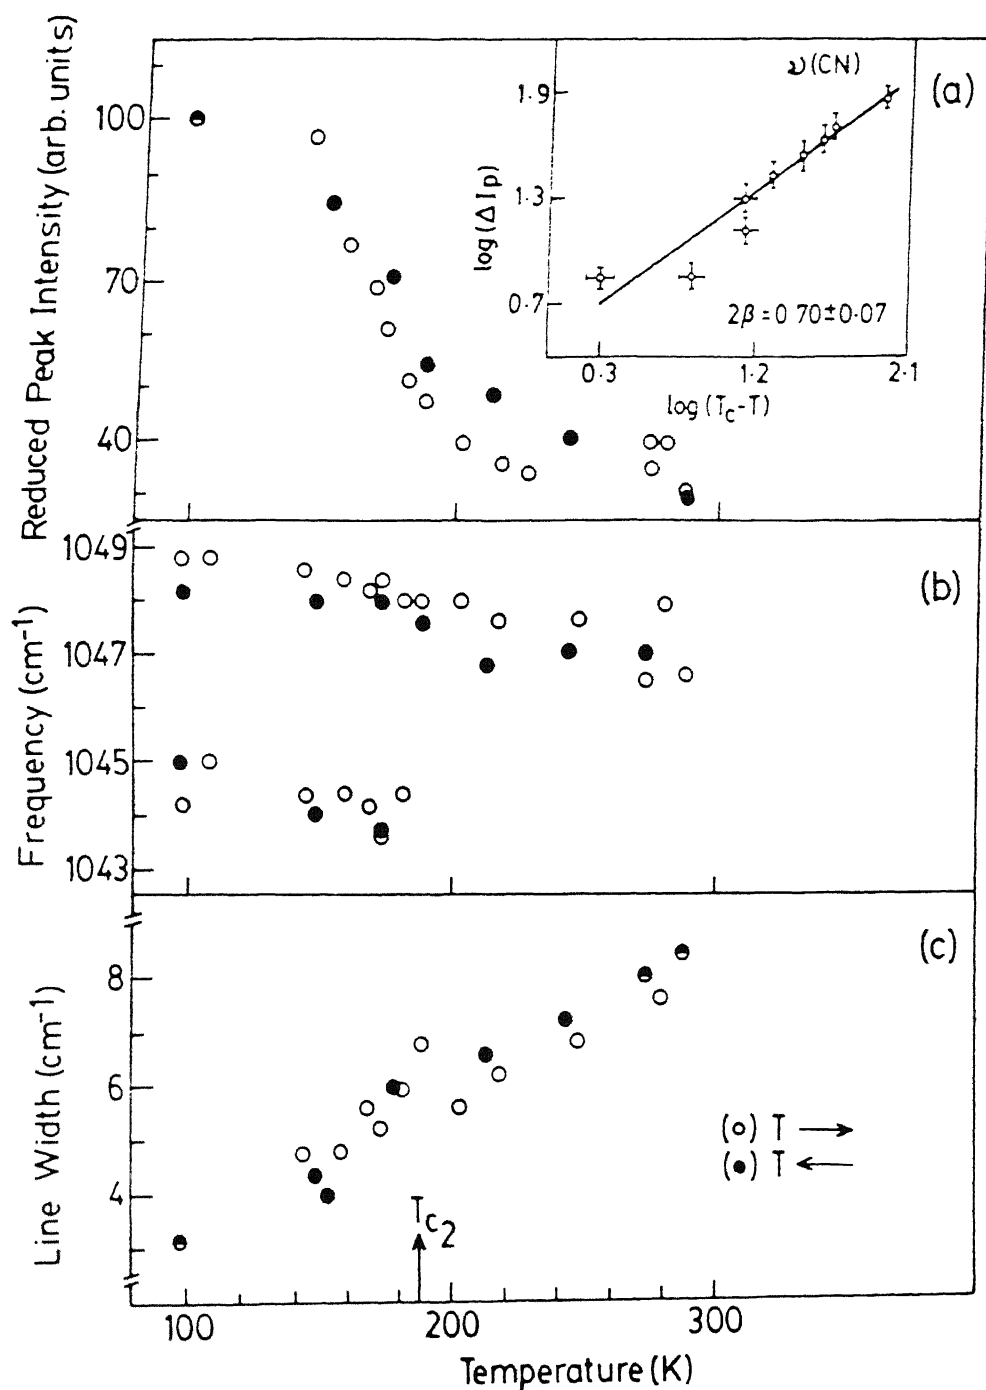 Reduced Peak Intensity (arb. units)
100
70
40
(a)
ν(CN)
log(ΔIp)
1·9
1·3
0·7
2β = 0·70±0·07
0·3
1·2
2·1
log(Tc-T)
Frequency (cm-1)
1049
1047
1045
1043
(b)
Line Width (cm-1)
8
6
4
(c)
(○) T →
(●) T ←
Tc2
100
200
300
Temperature (K)